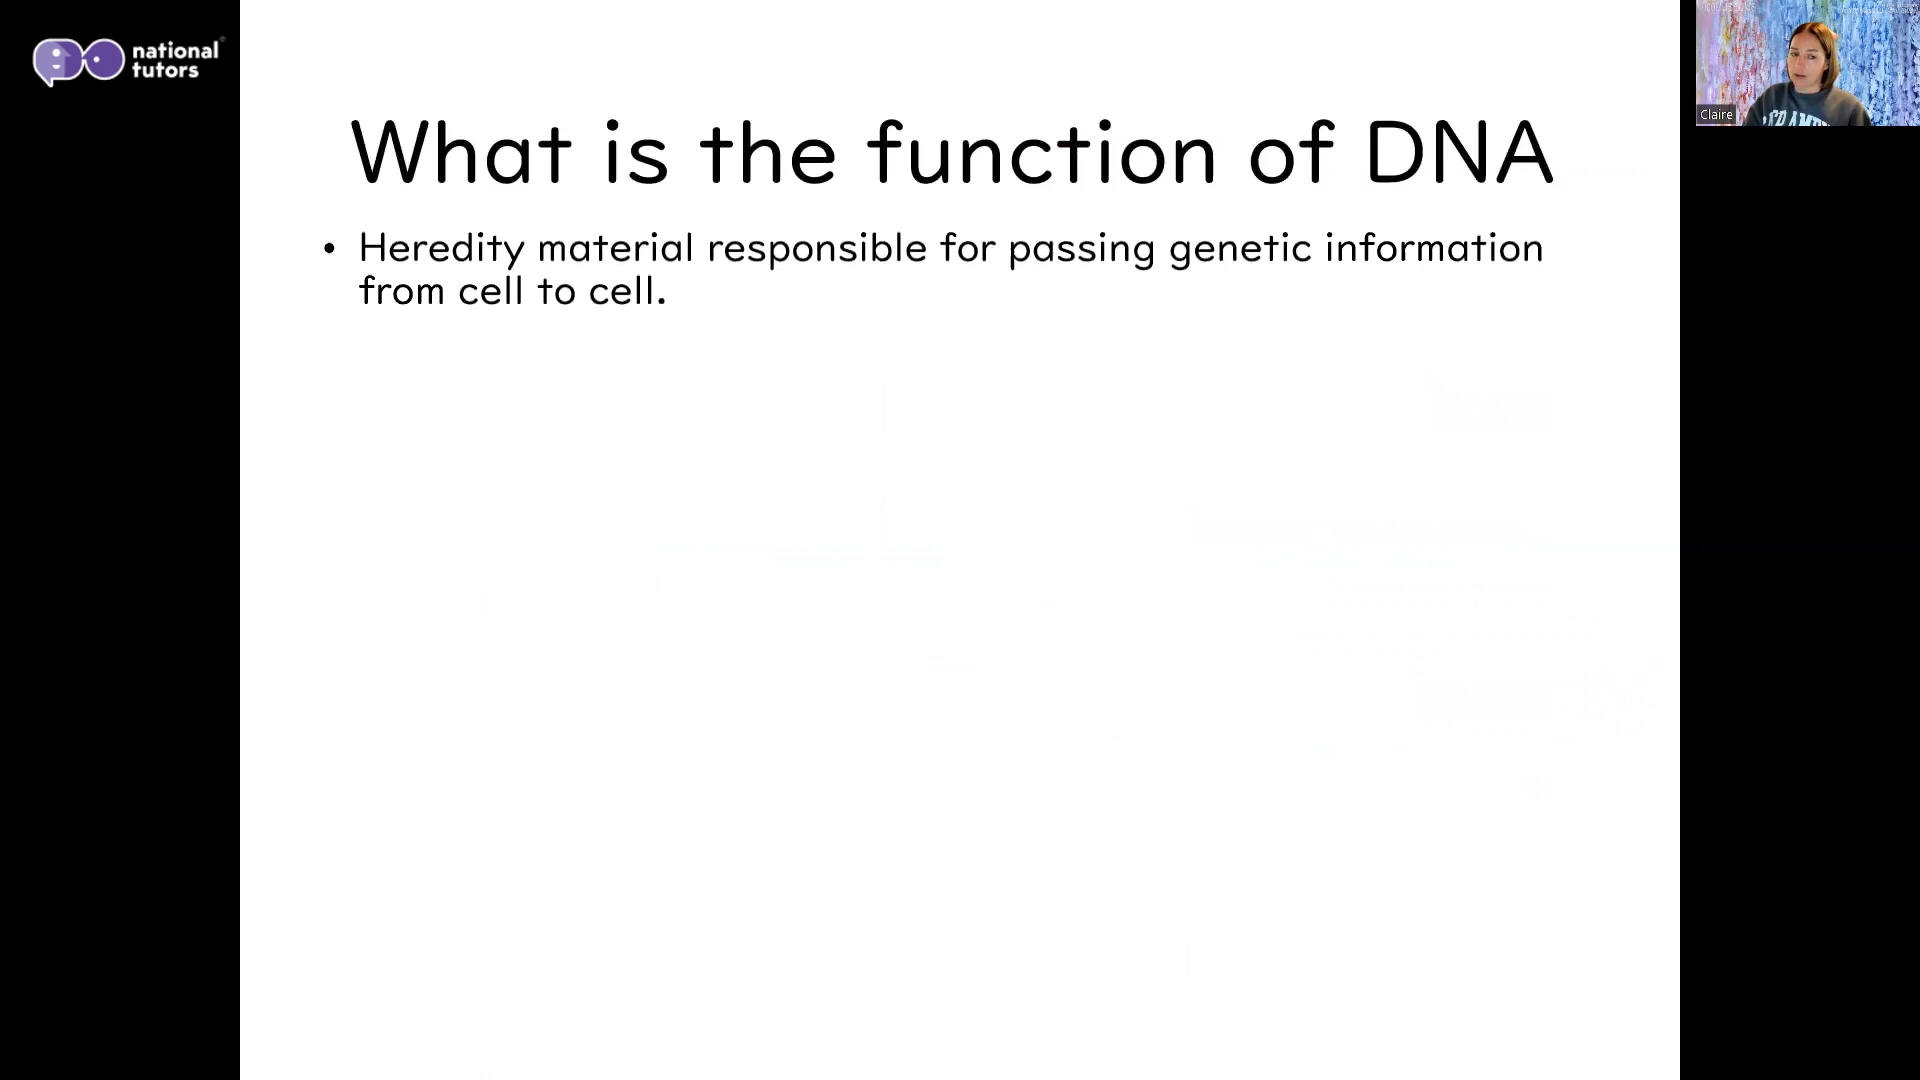 national
tutors
What is the function of DNA
• Heredity material responsible for passing genetic information
from cell to cell.
Claire